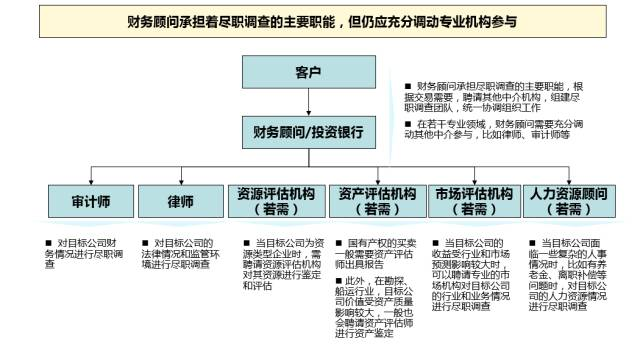 财务顾问承担着尽职调查的主要职能，但仍应充分调动专业机构参与
客户
■ 财务顾问承担尽职调查的主要职能，根
据交易需要，聘请其他中介机构，组建尽
职调查团队，统一协调组织工作
■ 在若干专业领域，财务顾问需要充分调
动其他中介参与，比如律师、审计师等
财务顾问/投资银行
审计师
律师
资源评估机构
（若需）
资产评估机构
（若需）
市场评估机构
（若需）
人力资源顾问
（若需）
■ 对目标公司财
务情况进行尽职调
查
■ 对目标公司的
法律情况和监管环
境进行尽职调查
■ 当目标公司为资
源类型企业时，需
聘请资源评估机构
对其资源进行鉴定
和评估
■ 国有产权的买卖
一般需要资产评估
师出具报告
■ 此外，在勘探、
船运行业，目标公
司价值受资产质量
影响较大，一般也
会聘请资产评估师
进行资产鉴定
■ 当目标公司的
收益受行业和市场
预测影响较大时，
可以聘请专业的市
场机构对目标公司
的行业和业务情况
进行尽职调查
■ 当目标公司面
临一些复杂的人事
情况时，比如有养
老金、离职补偿等
问题时，对目标公
司的人力资源情况
进行尽职调查